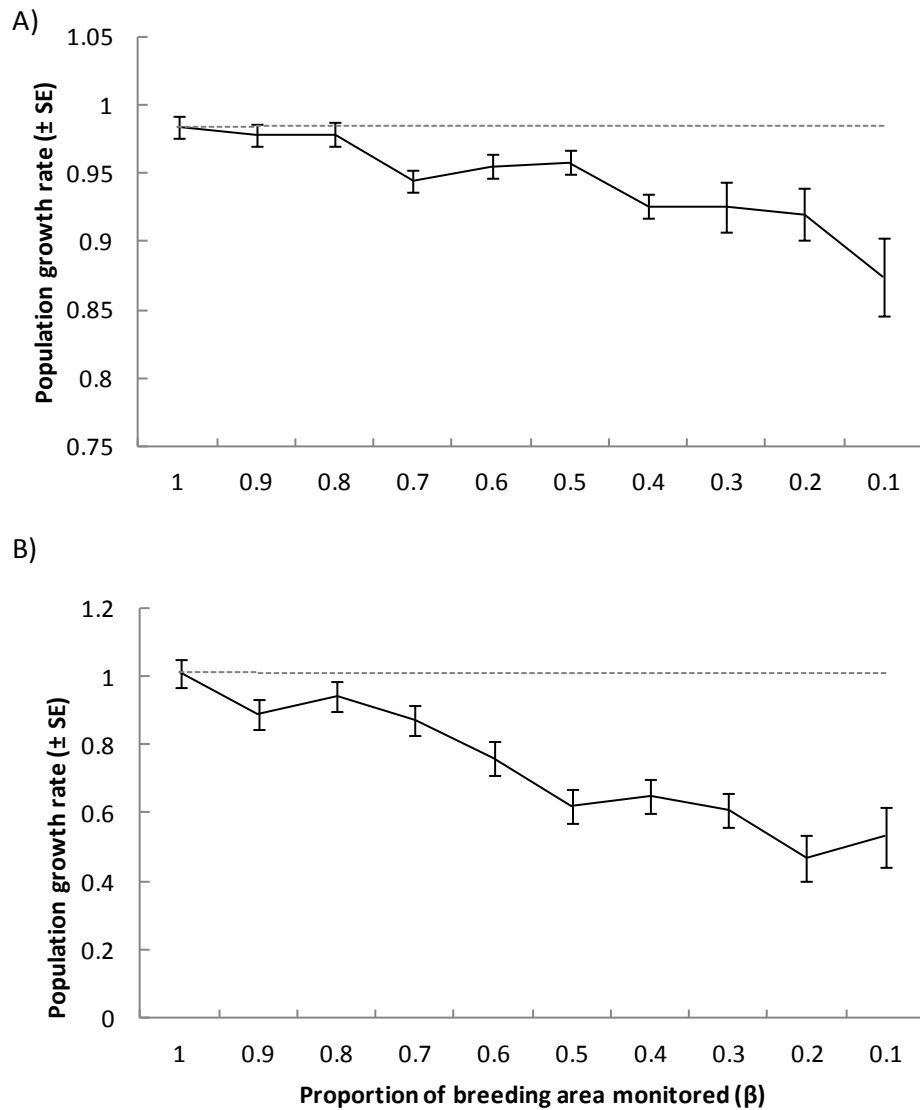 A)
Population growth rate (± SE)
1.05
1
0.95
0.9
0.85
0.8
0.75
1 0.9 0.8 0.7 0.6 0.5 0.4 0.3 0.2 0.1
B)
Population growth rate (± SE)
1.2
1
0.8
0.6
0.4
0.2
0
1 0.9 0.8 0.7 0.6 0.5 0.4 0.3 0.2 0.1
Proportion of breeding area monitored (β)